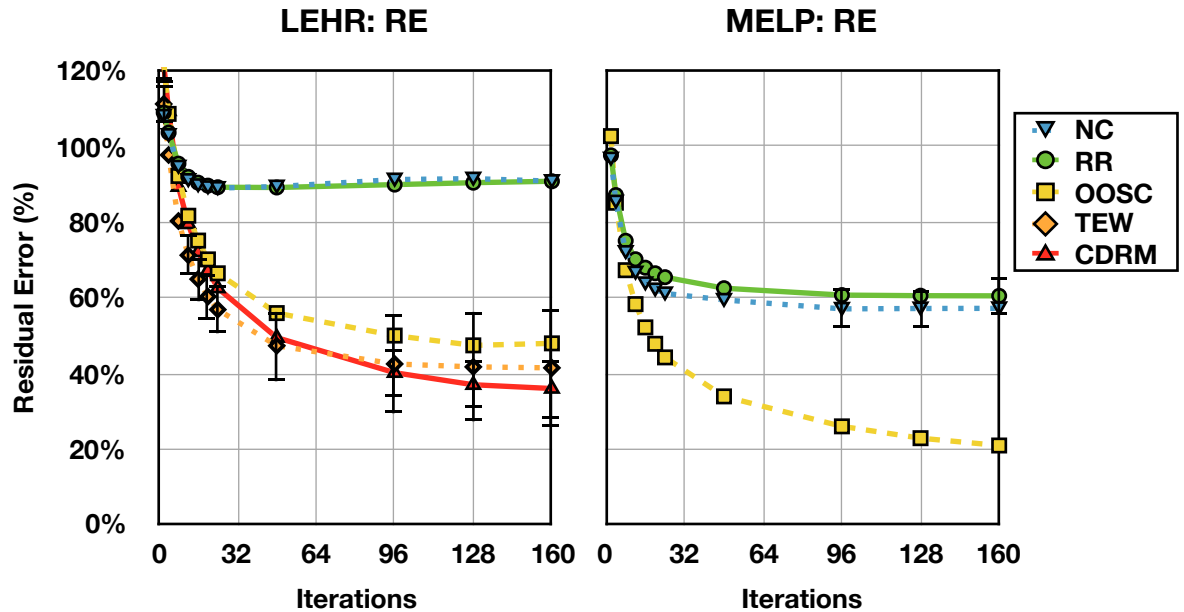 LEHR: RE
MELP: RE
Residual Error (%)
120%
100%
80%
60%
40%
20%
0%
0 32 64 96 128 160
0 32 64 96 128 160
Iterations
Iterations
NC
RR
OOSC
TEW
CDRM